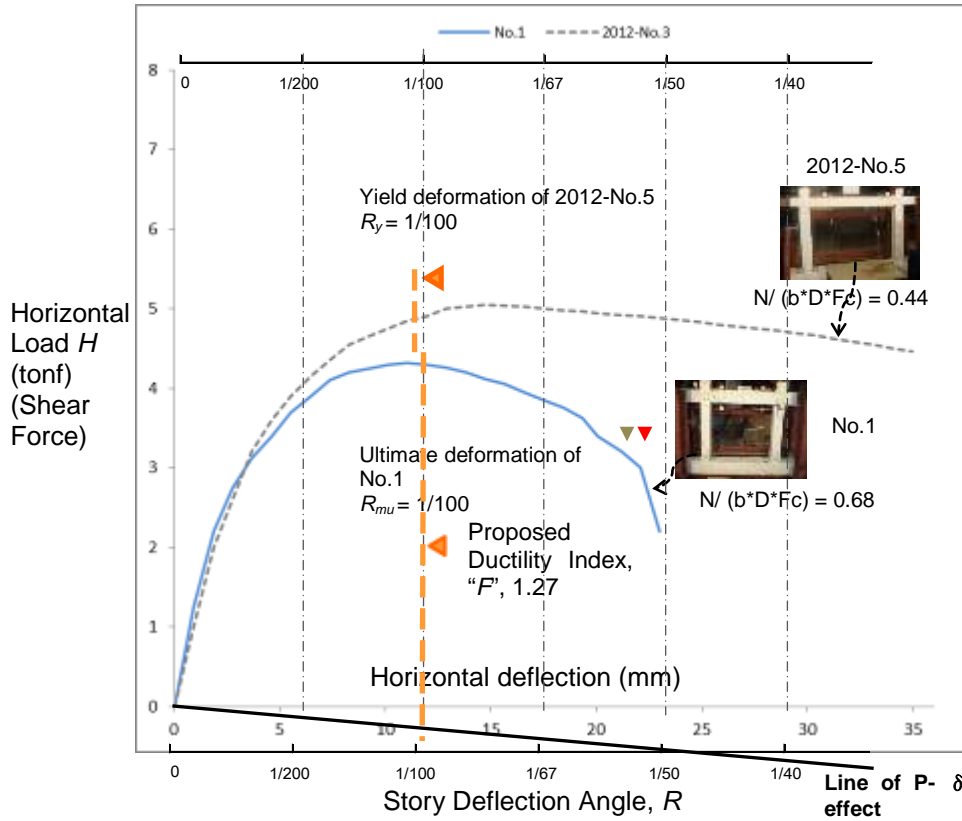 No.1 2012-No.3
0 1/200 1/100 1/67 1/50 1/40
8
7
6
5
4
3
2
1
0
Horizontal
Load H
(tonf)
(Shear
Force)
Yield deformation of 2012-No.5
Ry = 1/100
2012-No.5
N/ (b*D*Fc) = 0.44
No.1
N/ (b*D*Fc) = 0.68
Ultimate deformation of
No.1
Rmu = 1/100
Proposed
Ductility Index,
“F”, 1.27
Horizontal deflection (mm)
0 5 10 15 20 25 30 35
0 1/200 1/100 1/67 1/50 1/40
Story Deflection Angle, R
Line of P- δ
effect